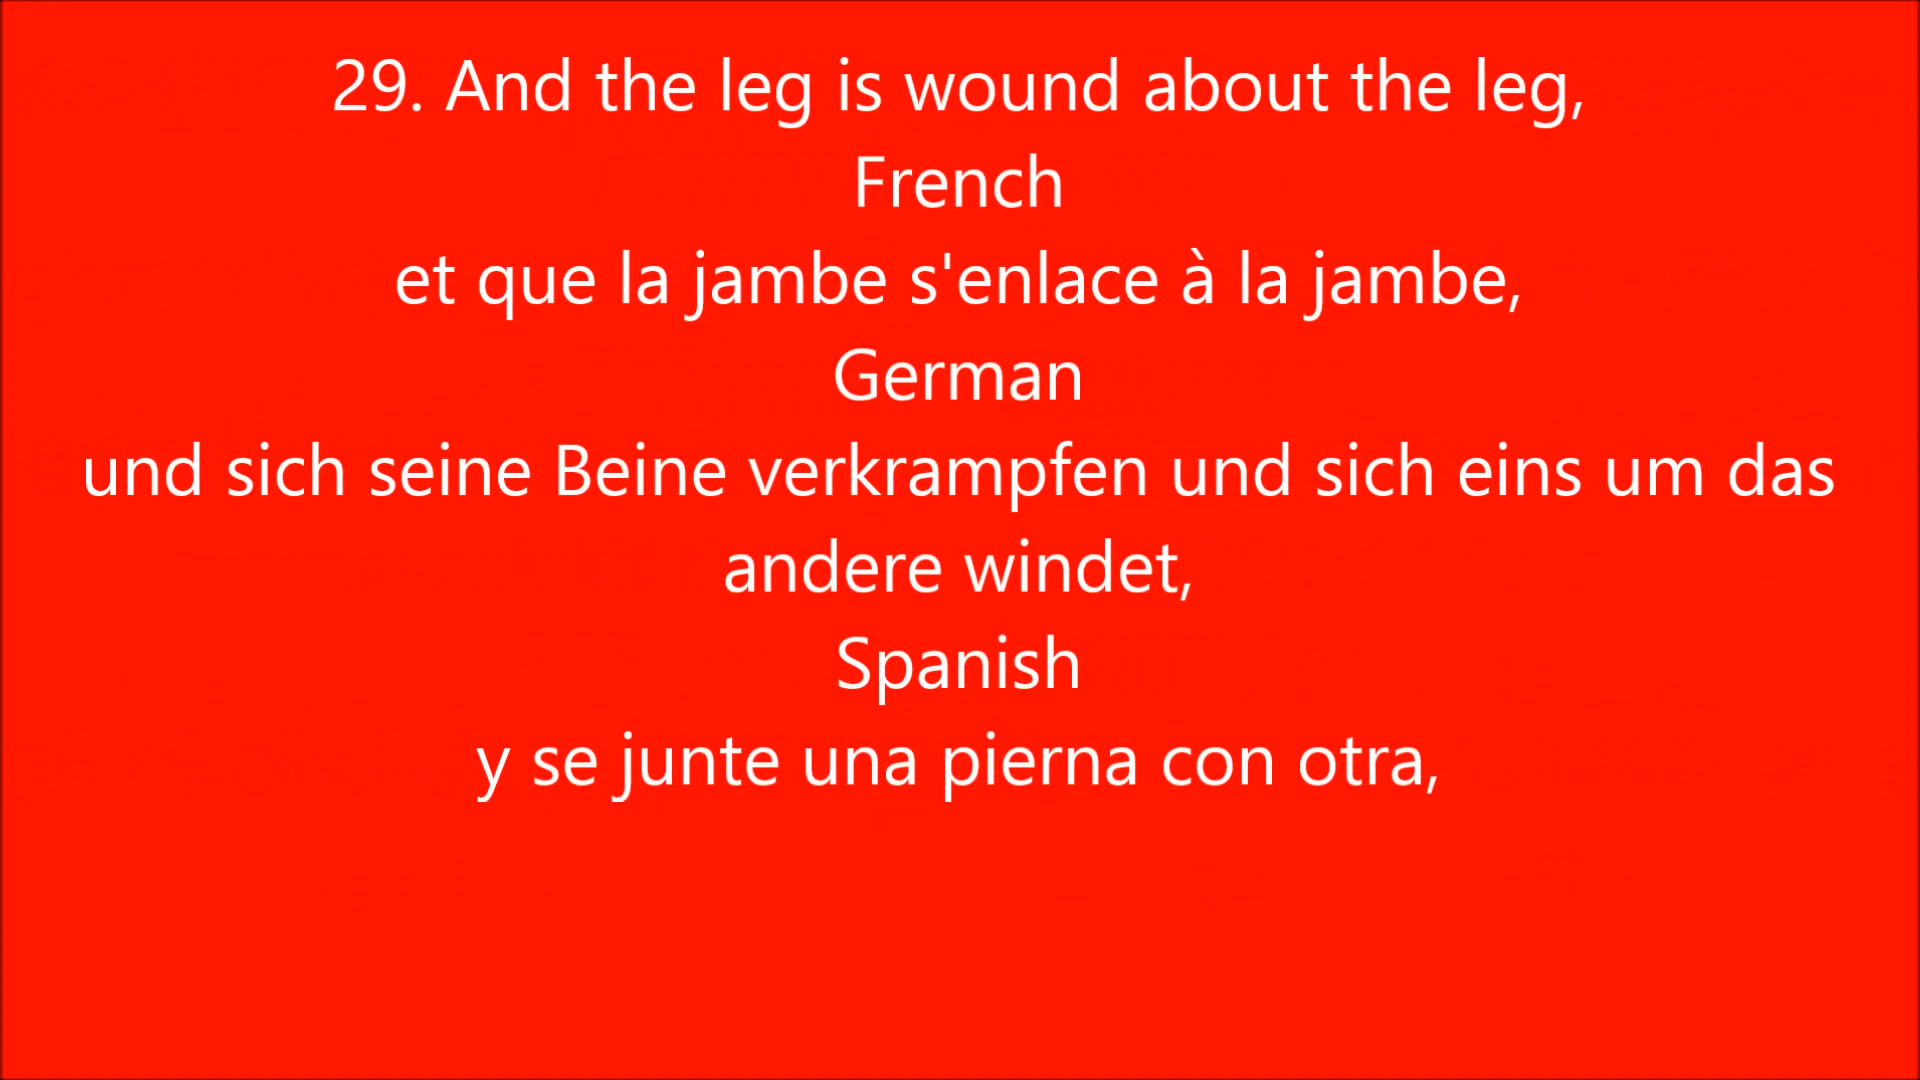 29. And the leg is wound about the leg,
French
et que la jambe s'enlace à la jambe,
German
und sich seine Beine verkrampfen und sich eins um das
andere windet,
Spanish
y se junte una pierna con otra,